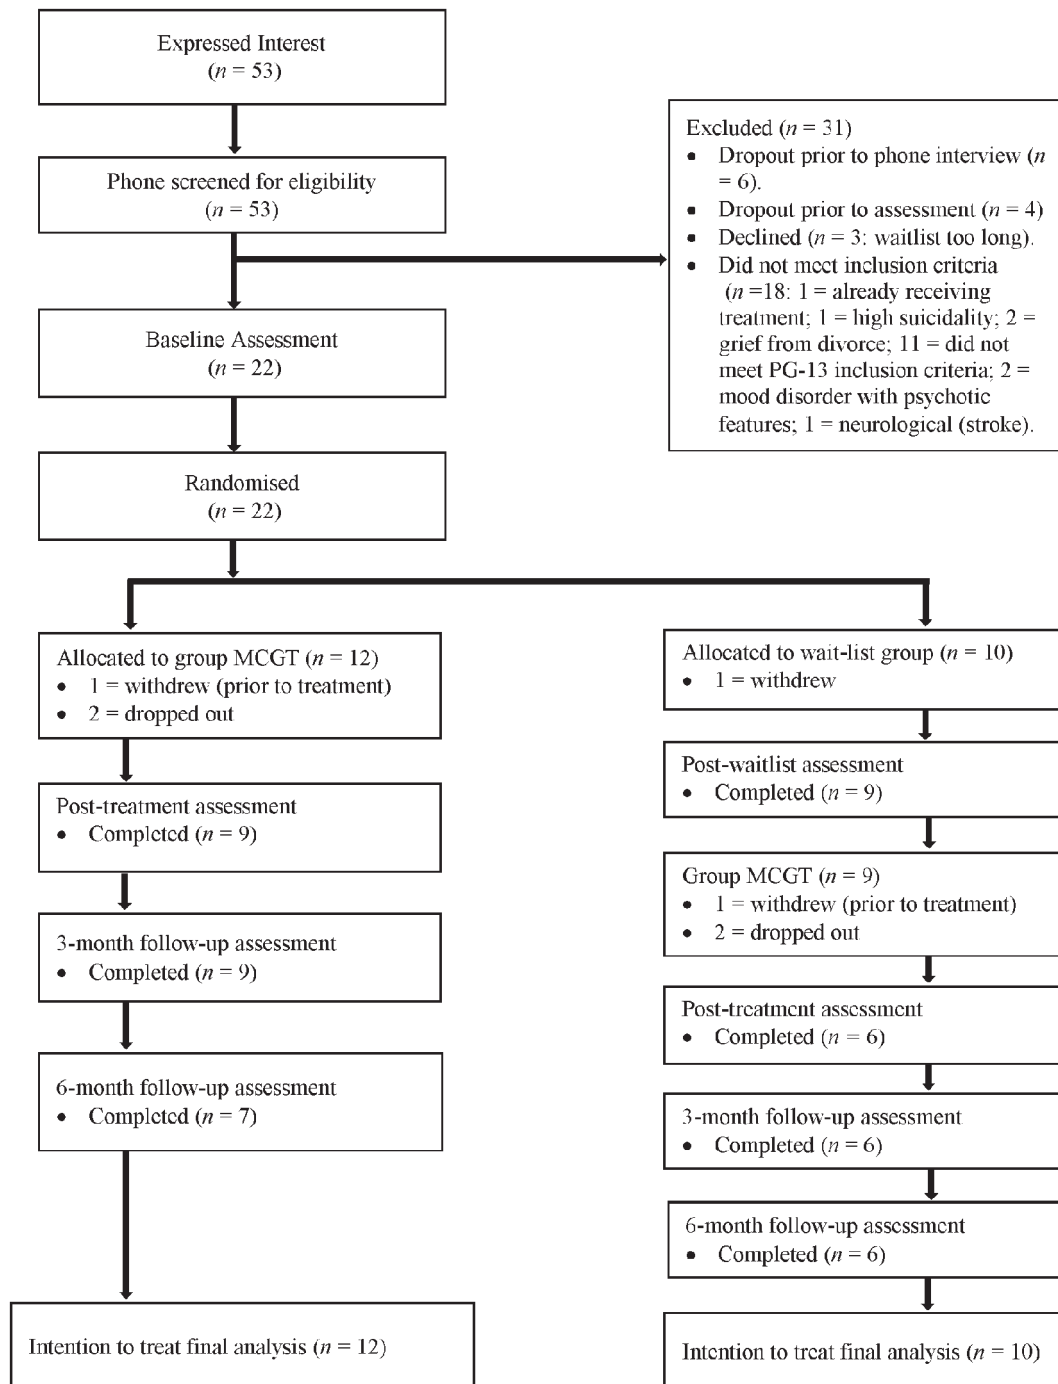 Expressed Interest
(n = 53)
Phone screened for eligibility
(n = 53)
Excluded (n = 31)
• Dropout prior to phone interview (n
= 6).
• Dropout prior to assessment (n = 4)
• Declined (n = 3: waitlist too long).
• Did not meet inclusion criteria
(n =18: 1 = already receiving
treatment; 1 = high suicidality; 2 =
grief from divorce; 11 = did not
meet PG-13 inclusion criteria; 2 =
mood disorder with psychotic
features; 1 = neurological (stroke).
Baseline Assessment
(n = 22)
Randomised
(n = 22)
Allocated to group MCGT (n = 12)
• 1 = withdrew (prior to treatment)
• 2 = dropped out
Post-treatment assessment
• Completed (n = 9)
3-month follow-up assessment
• Completed (n = 9)
6-month follow-up assessment
• Completed (n = 7)
Intention to treat final analysis (n = 12)
Allocated to wait-list group (n = 10)
• 1 = withdrew
Post-waitlist assessment
• Completed (n = 9)
Group MCGT (n = 9)
• 1 = withdrew (prior to treatment)
• 2 = dropped out
Post-treatment assessment
• Completed (n = 6)
3-month follow-up assessment
• Completed (n = 6)
6-month follow-up assessment
• Completed (n = 6)
Intention to treat final analysis (n = 10)